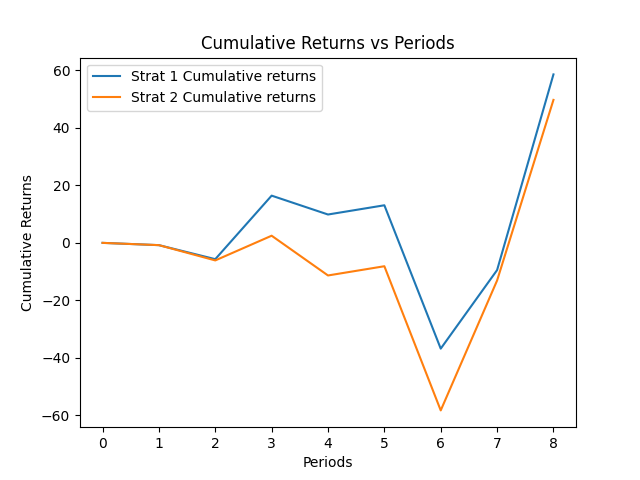 Cumulative Returns vs Periods
Strat 1 Cumulative returns
Strat 2 Cumulative returns
60
40
20
0
−20
−40
−60
Cumulative Returns
0 1 2 3 4 5 6 7 8
Periods